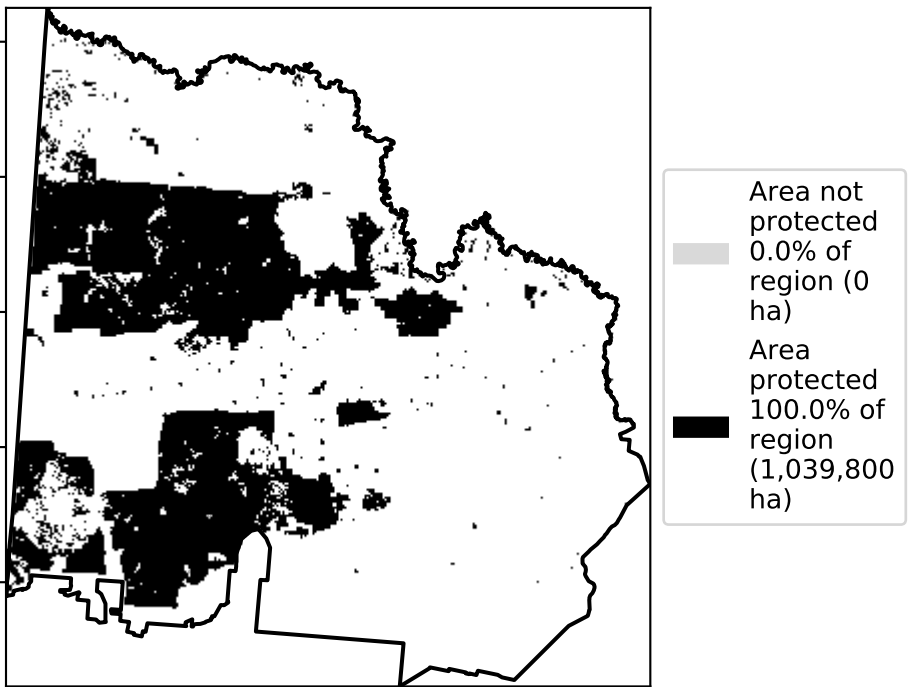 Area not
protected
0.0% of
region (0
ha)
Area
protected
100.0% of
region
(1,039,800
ha)